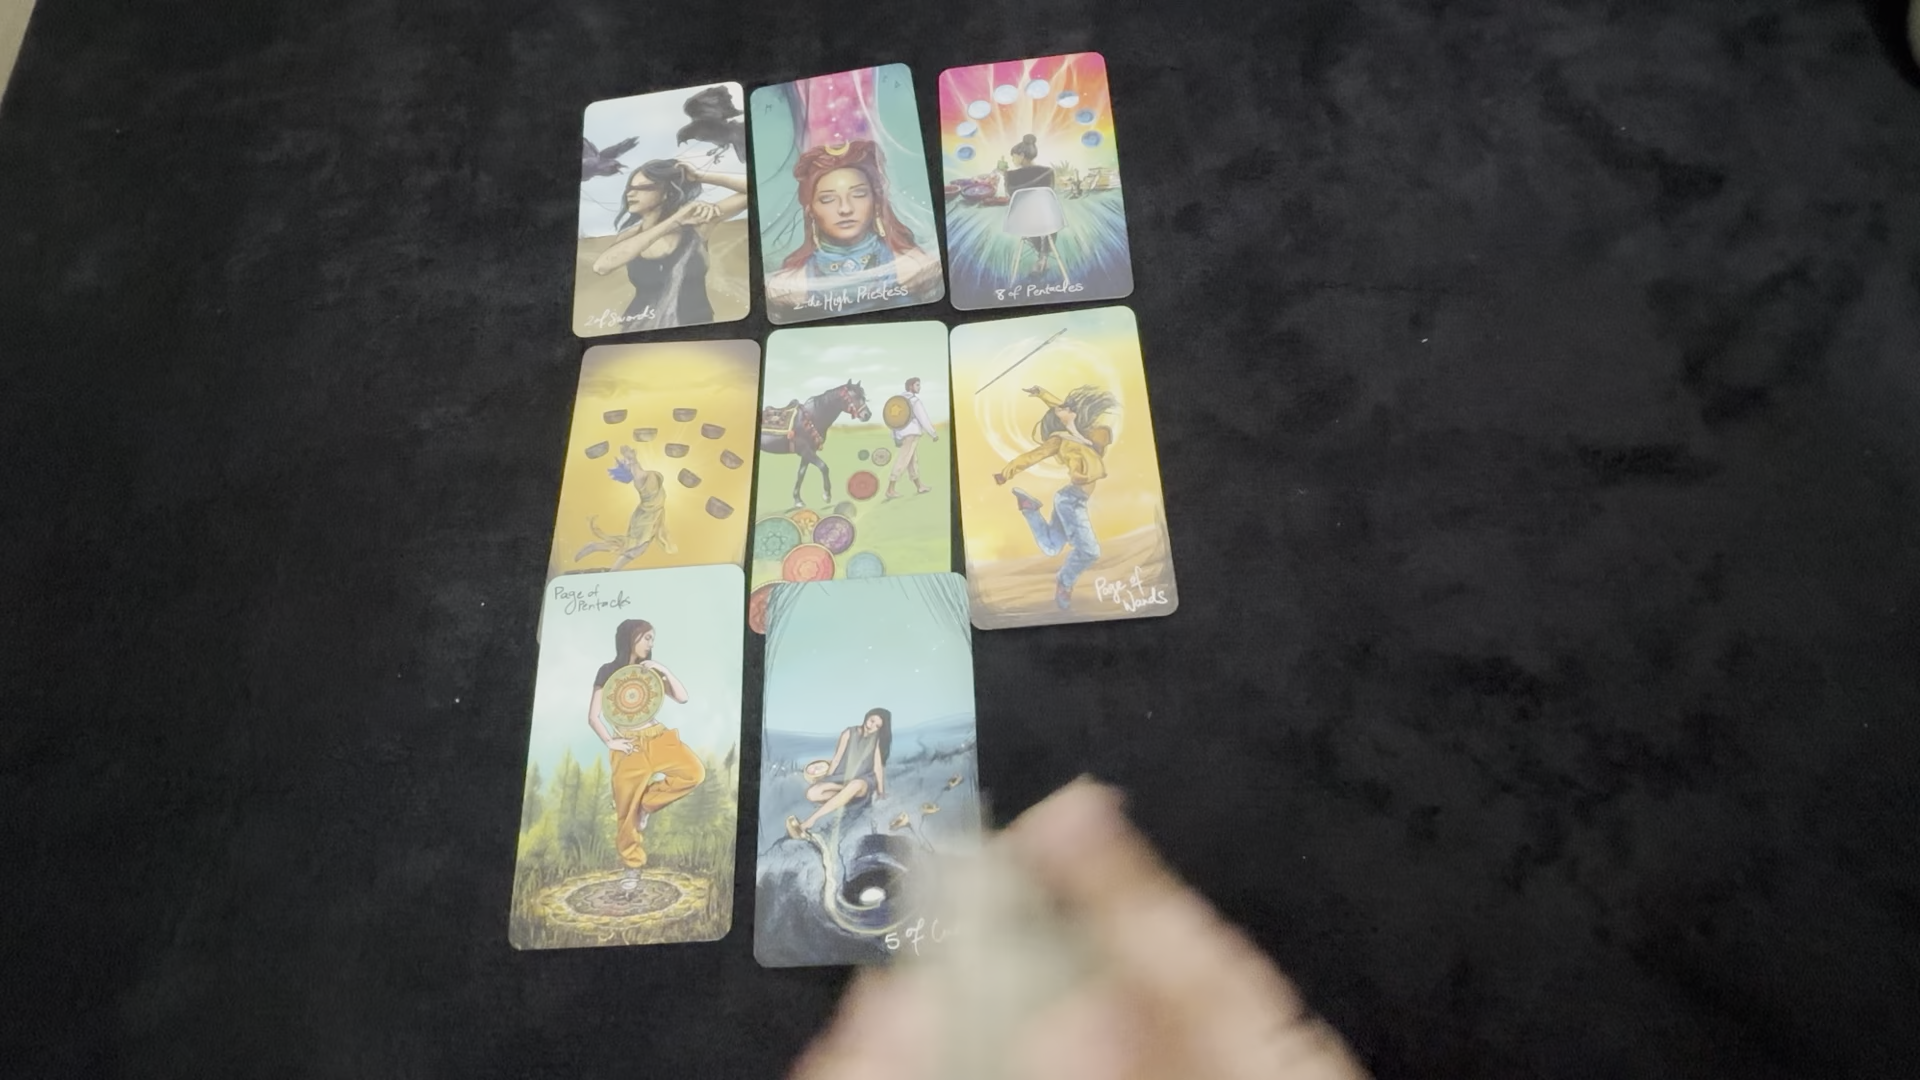 2 of Swords
2-the High Priestess
8 of Pentacles
Page of
Wands
Page of
Pentacles
5 of